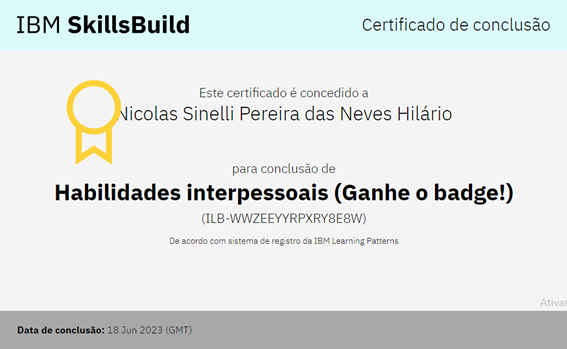 IBM SkillsBuild
Certificado de conclusão
Este certificado é concedido a
Nicolas Sinelli Pereira das Neves Hilário
para conclusão de
Habilidades interpessoais (Ganhe o badge!)
(ILB-WWZEEYYRPXRY8E8W)
De acordo com sistema de registro da IBM Learning Patterns
Ativar
Data de conclusão: 18 Jun 2023 (GMT)